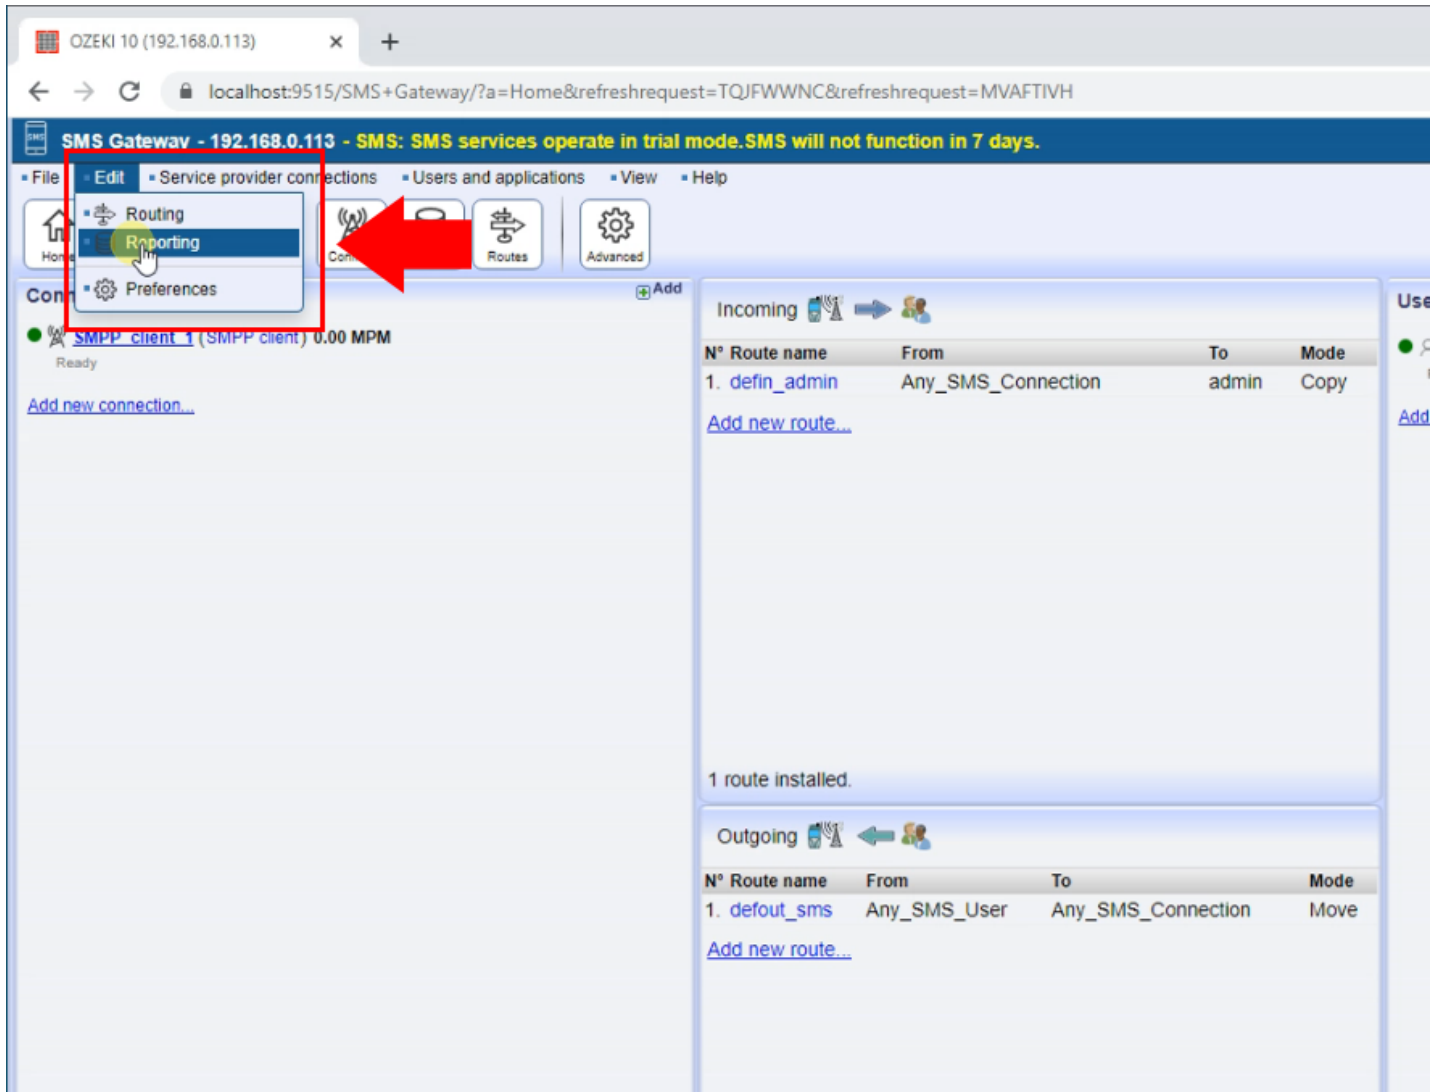 OZEKI 10 (192.168.0.113)
localhost:9515/SMS+Gateway/?a=Home&refreshrequest=TQJFWWNC&refreshrequest=MVAFTIVH
SMS
SMS Gateway - 192.168.0.113 - SMS: SMS services operate in trial mode.SMS will not function in 7 days.
File Edit Service provider connections Users and applications View Help
Routing
Reporting
Preferences
Routes
Advanced
Add
SMPP_client_1 (SMPP client) 0.00 MPM
Ready
Add new connection...
Incoming
N° Route name From To Mode
1. defin_admin Any_SMS_Connection admin Copy
Add new route...
1 route installed.
Outgoing
N° Route name From To Mode
1. defout_sms Any_SMS_User Any_SMS_Connection Move
Add new route...
Use
Add